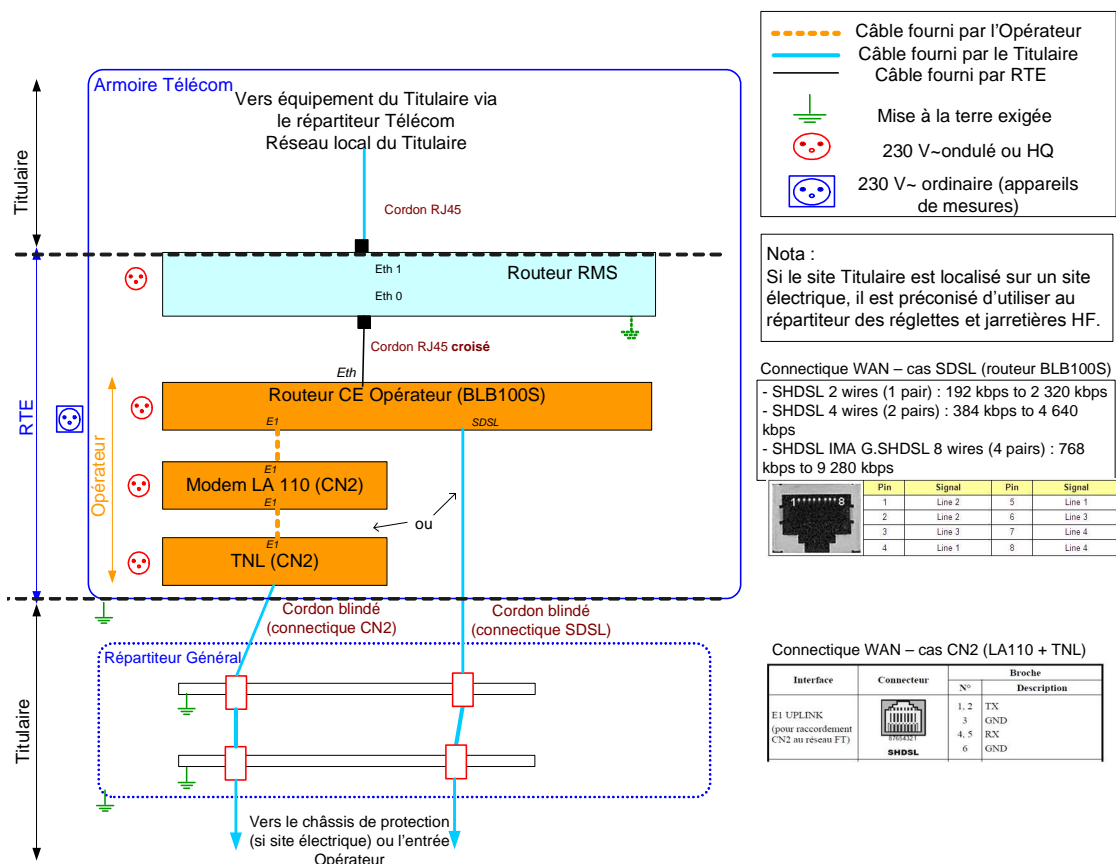 Câble fourni par l'Opérateur
Câble fourni par le Titulaire
Câble fourni par RTE
Mise à la terre exigée
230 V~ondulé ou HQ
230 V~ ordinaire (appareils
de mesures)
Armoire Télécom
Vers équipement du Titulaire via
le répartiteur Télécom
Réseau local du Titulaire
Titulaire
Cordon RJ45
Eth 1
Routeur RMS
Eth 0
Cordon RJ45 croisé
Eth
Routeur CE Opérateur (BLB100S)
E1
SDSL
RTE
Opérateur
E1
Modem LA 110 (CN2)
E1
ou
E1
TNL (CN2)
Cordon blindé
(connectique CN2)
Cordon blindé
(connectique SDSL)
Répartiteur Général
Titulaire
Vers le châssis de protection
(si site électrique) ou l'entrée
Opérateur
Nota :
Si le site Titulaire est localisé sur un site
électrique, il est préconisé d'utiliser au
répartiteur des réglettes et jarretières HF.
Connectique WAN – cas SDSL (routeur BLB100S)
- SHDSL 2 wires (1 pair) : 192 kbps to 2 320 kbps
- SHDSL 4 wires (2 pairs) : 384 kbps to 4 640
kbps
- SHDSL IMA G.SHDSL 8 wires (4 pairs) : 768
kbps to 9 280 kbps
1 8
Pin Signal Pin Signal
1 Line 2 5 Line 1
2 Line 2 6 Line 3
3 Line 3 7 Line 4
4 Line 1 8 Line 4
Connectique WAN – cas CN2 (LA110 + TNL)
Interface Connecteur Broche
N° Description
E1 UPLINK
(pour raccordement
CN2 au réseau FT)
87654321
SHDSL
1, 2 TX
3 GND
4, 5 RX
6 GND